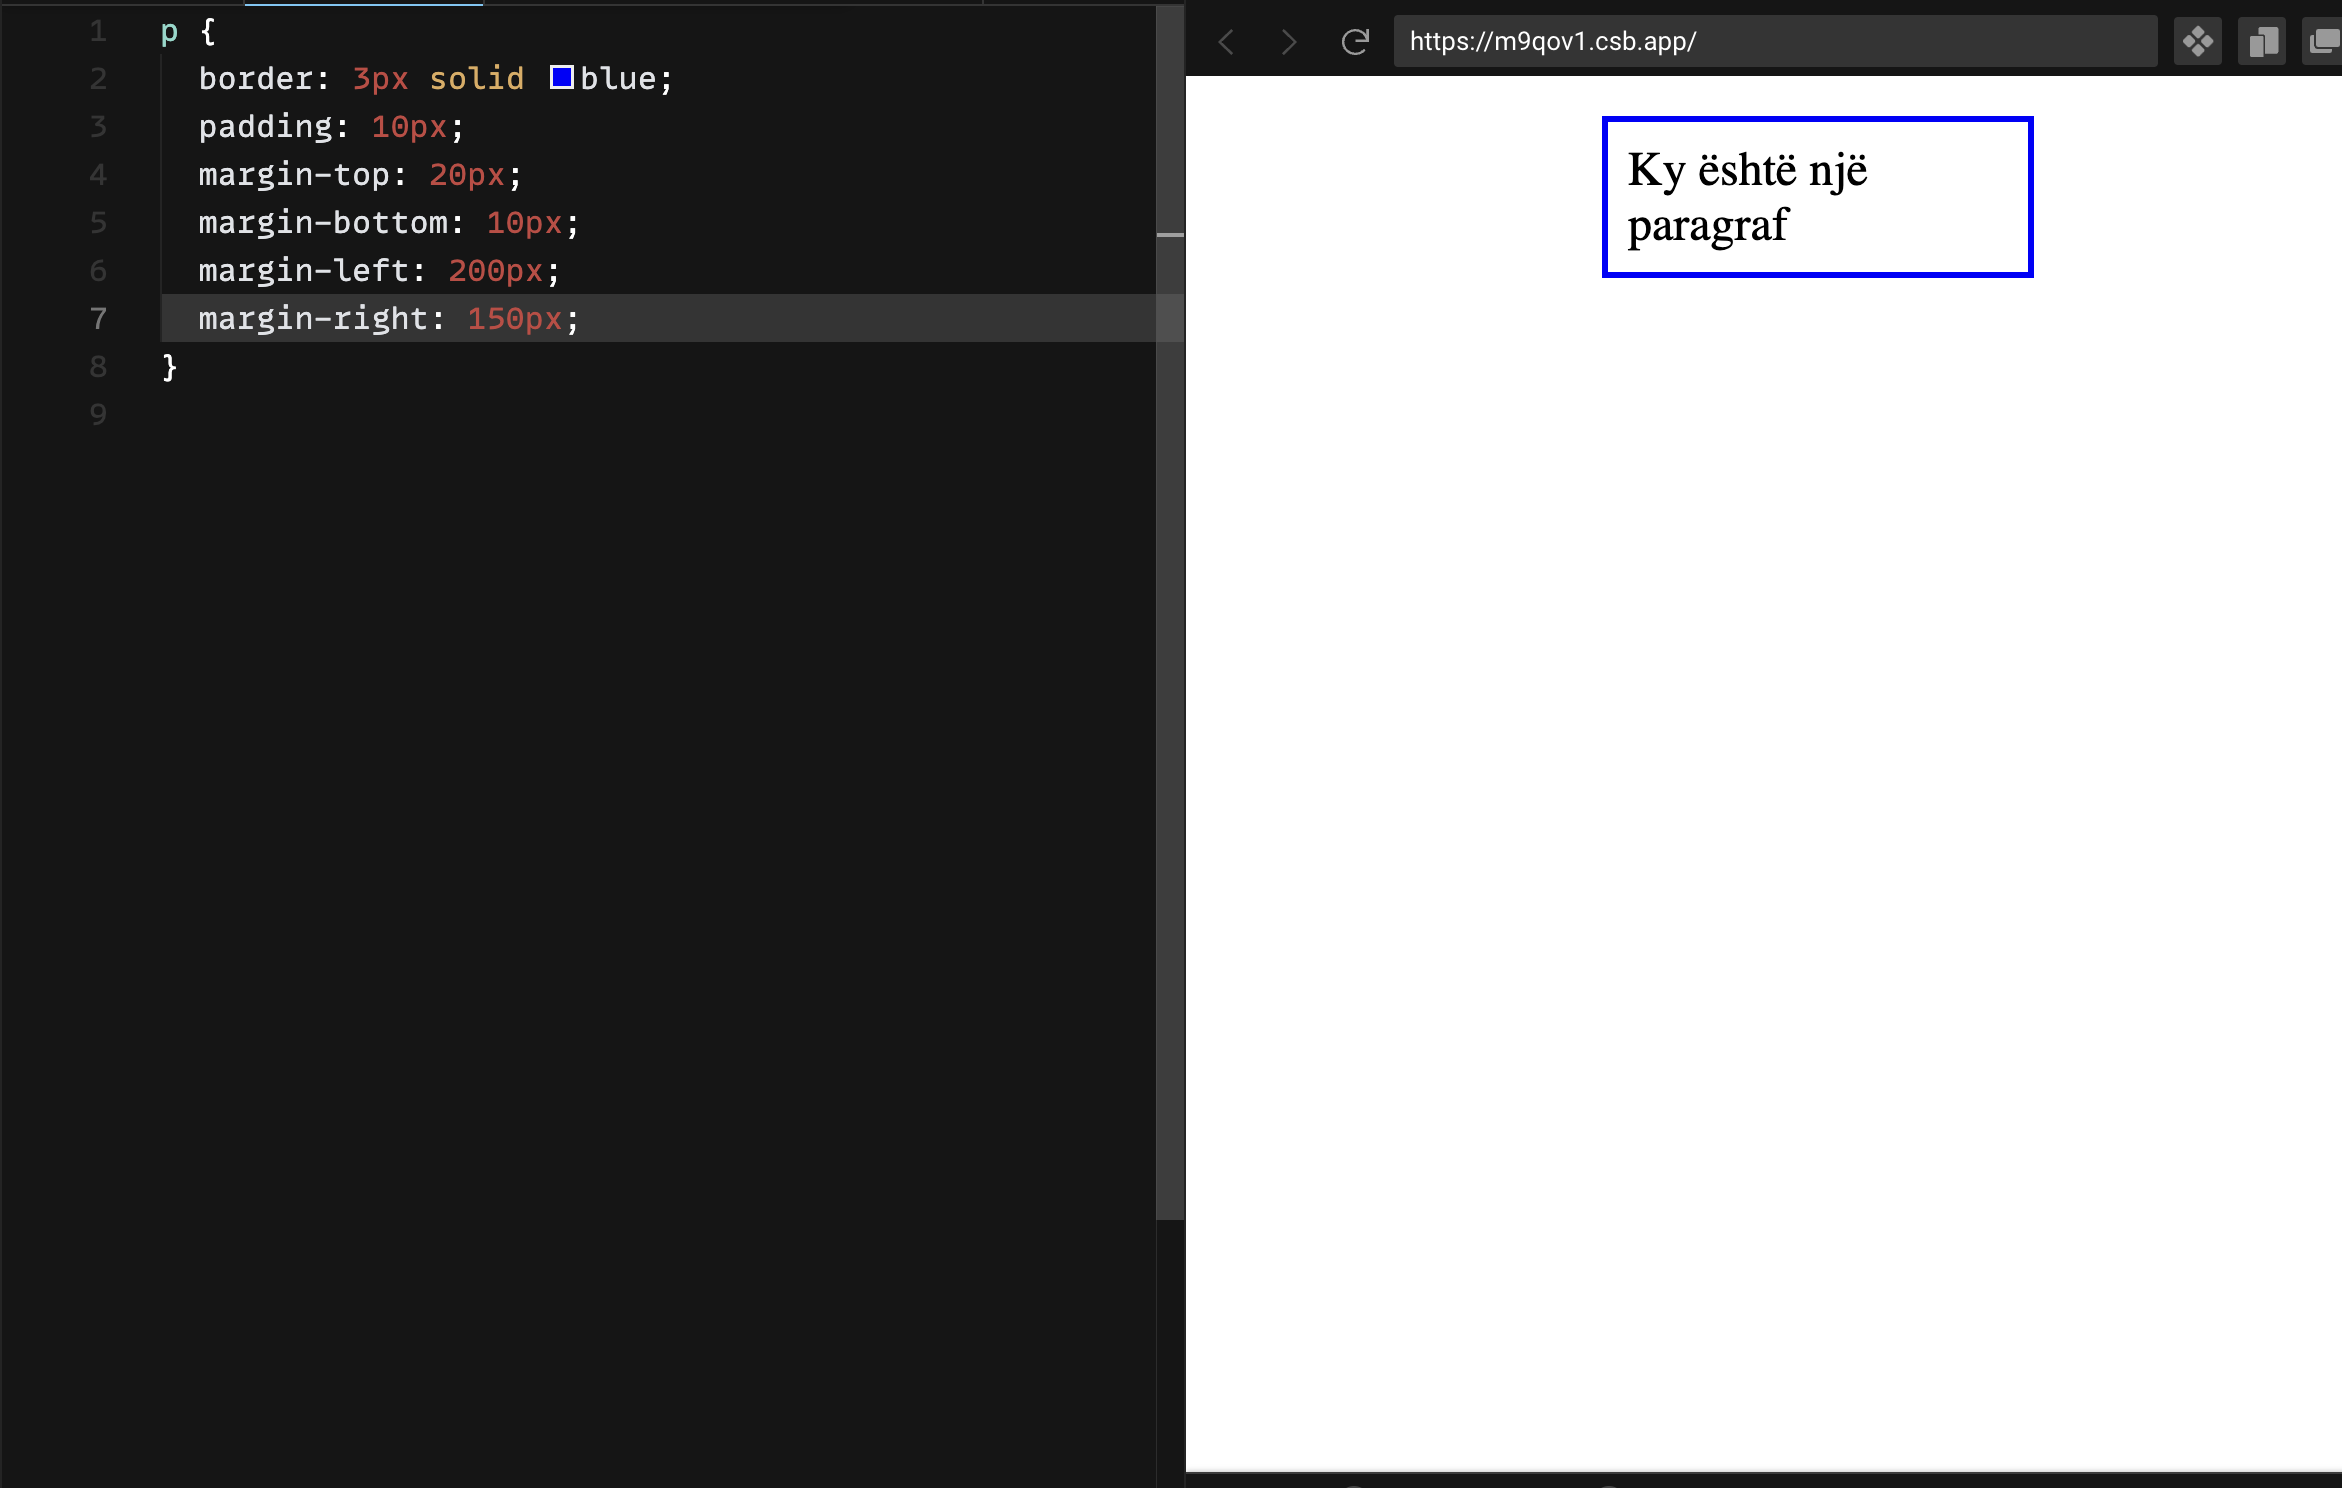 1 p {
2 border: 3px solid blue;
3 padding: 10px;
4 margin-top: 20px;
5 margin-bottom: 10px;
6 margin-left: 200px;
7 margin-right: 150px;
8 }
9
https://m9qov1.csb.app/
Ky është një
paragraf